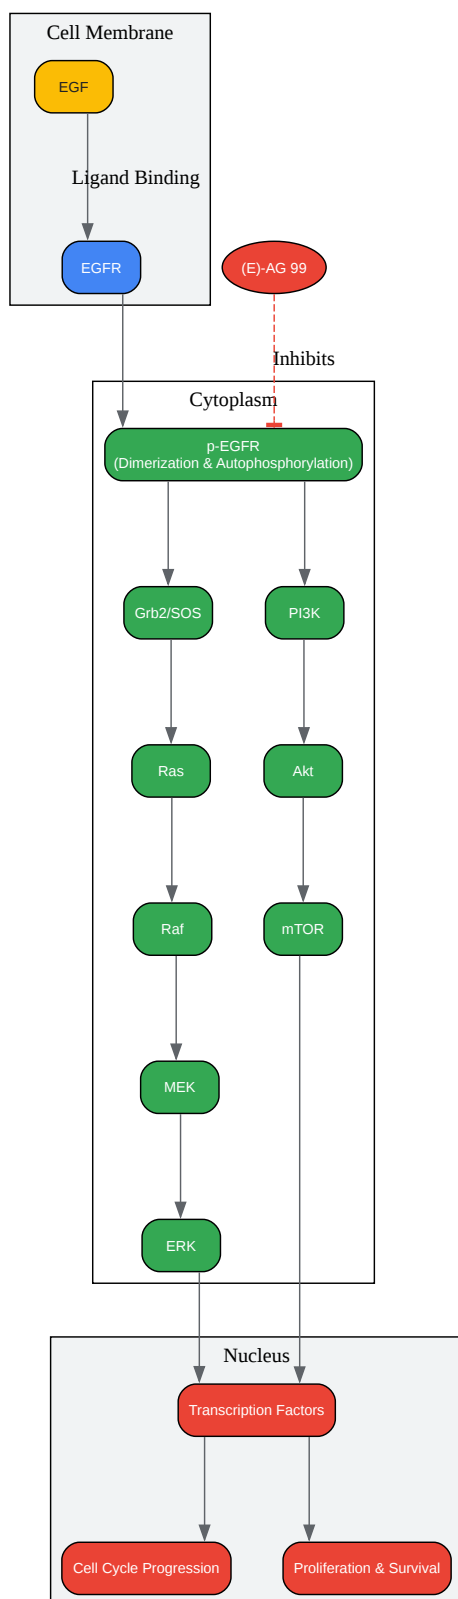 Cell Membrane
EGF
Ligand Binding
EGFR
(E)-AG 99
Inhibits
Cytoplasm
p-EGFR
(Dimerization & Autophosphorylation)
Grb2/SOS
PI3K
Ras
Akt
Raf
mTOR
MEK
ERK
Nucleus
Transcription Factors
Cell Cycle Progression
Proliferation & Survival